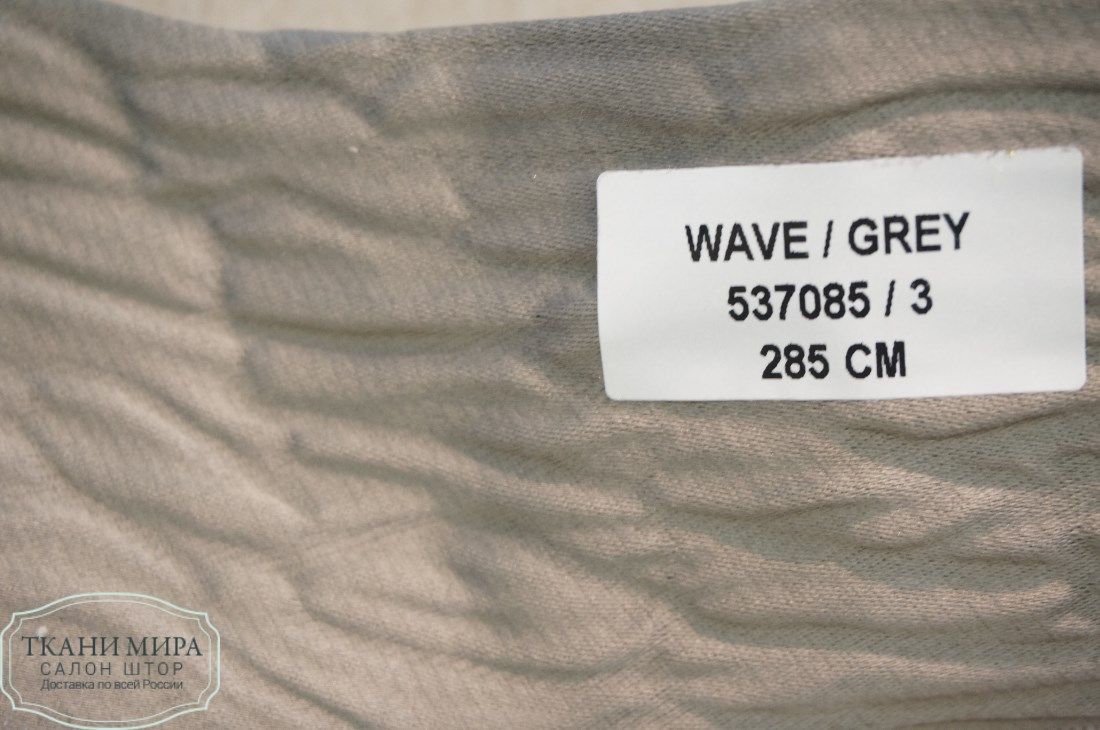 WAVE / GREY
537085 / 3
285 CM
ТКАНИ МИРА
САЛОН ШТОР
Доставка по всей России